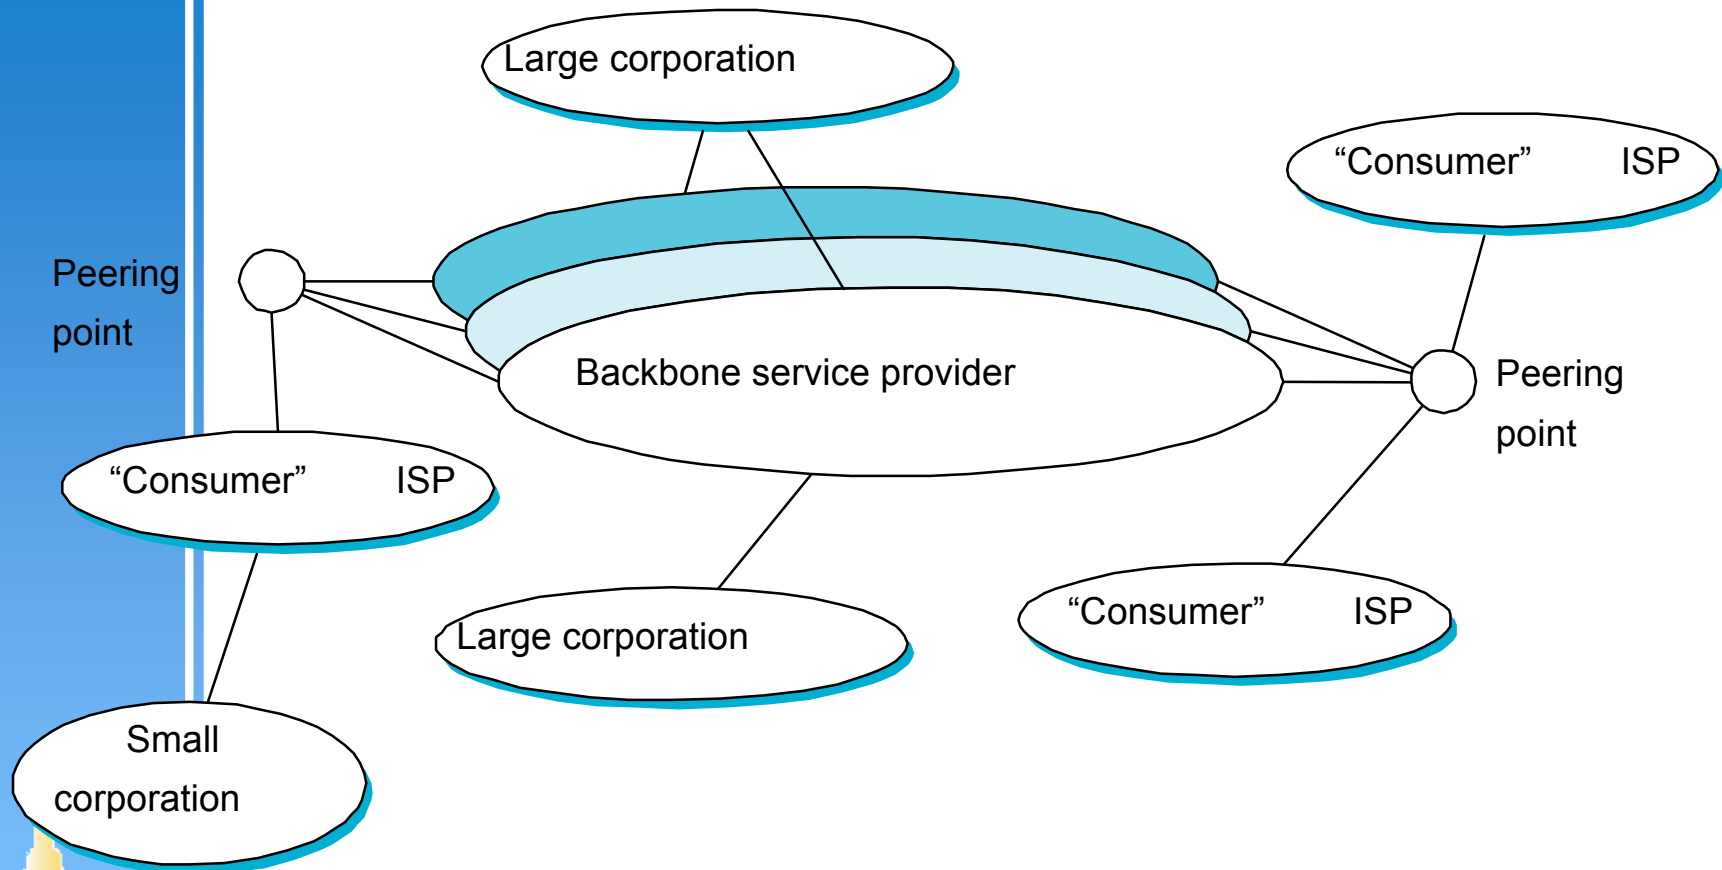 Large corporation
“Consumer” ISP
Peering
point
Backbone service provider
Peering
point
“Consumer” ISP
Large corporation
“Consumer” ISP
Small
corporation